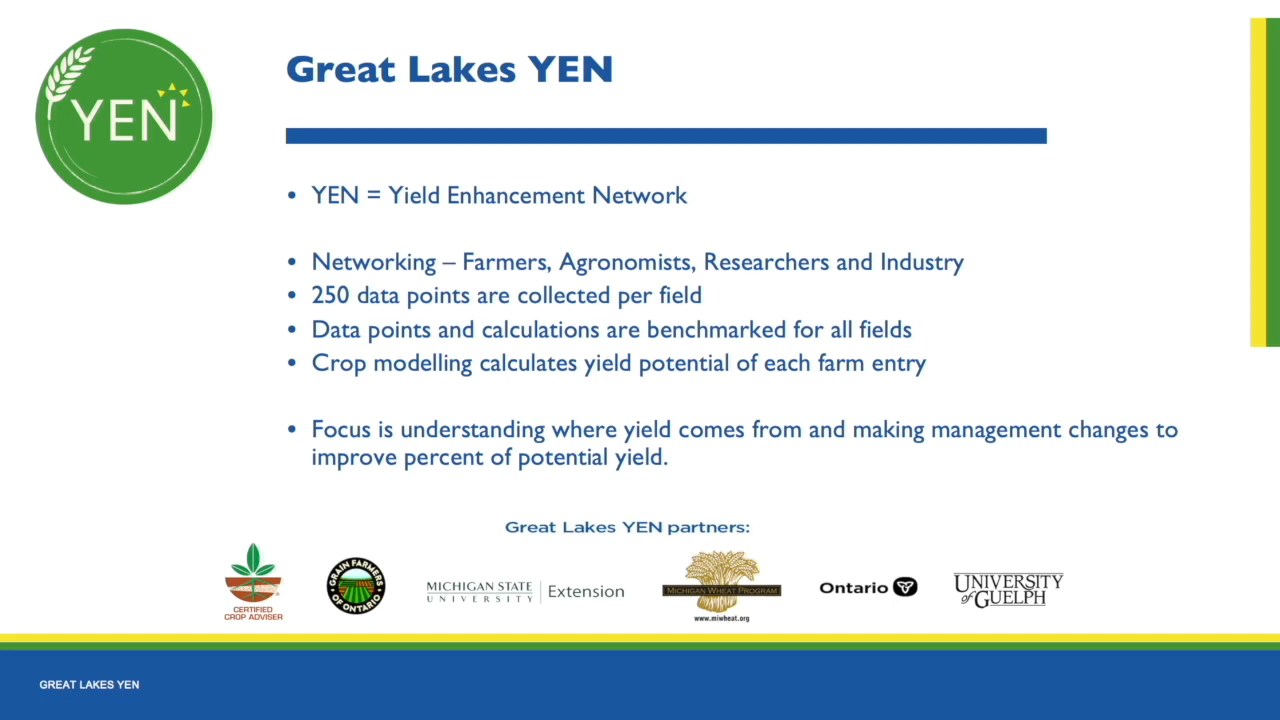 YEN
Great Lakes YEN
• YEN = Yield Enhancement Network
• Networking – Farmers, Agronomists, Researchers and Industry
• 250 data points are collected per field
• Data points and calculations are benchmarked for all fields
• Crop modelling calculates yield potential of each farm entry
• Focus is understanding where yield comes from and making management changes to
improve percent of potential yield.
Great Lakes YEN partners:
CERTIFIED
CROP ADVISER
GRAIN FARMERS
OF ONTARIO
MICHIGAN STATE
UNIVERSITY
Extension
MICHIGAN WHEAT PROGRAM
www.miwheat.org
Ontario
UNIVERSITY
of GUELPH
GREAT LAKES YEN